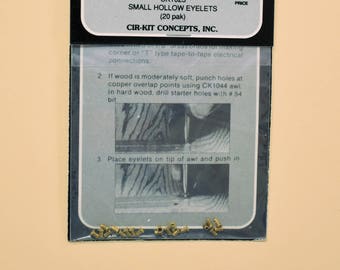 PRICE
SMALL HOLLOW EYELETS
(20 pak)
CIR-KIT CONCEPTS, INC.
corner or "T" type tape-to-tape electrical
connections.
2. If wood is moderately soft, punch holes at
cooper overlap points using CK1044 awl.
In hard wood, drill starter holes with # 54
bit.
3. Place eyelets on tip of awl and push in